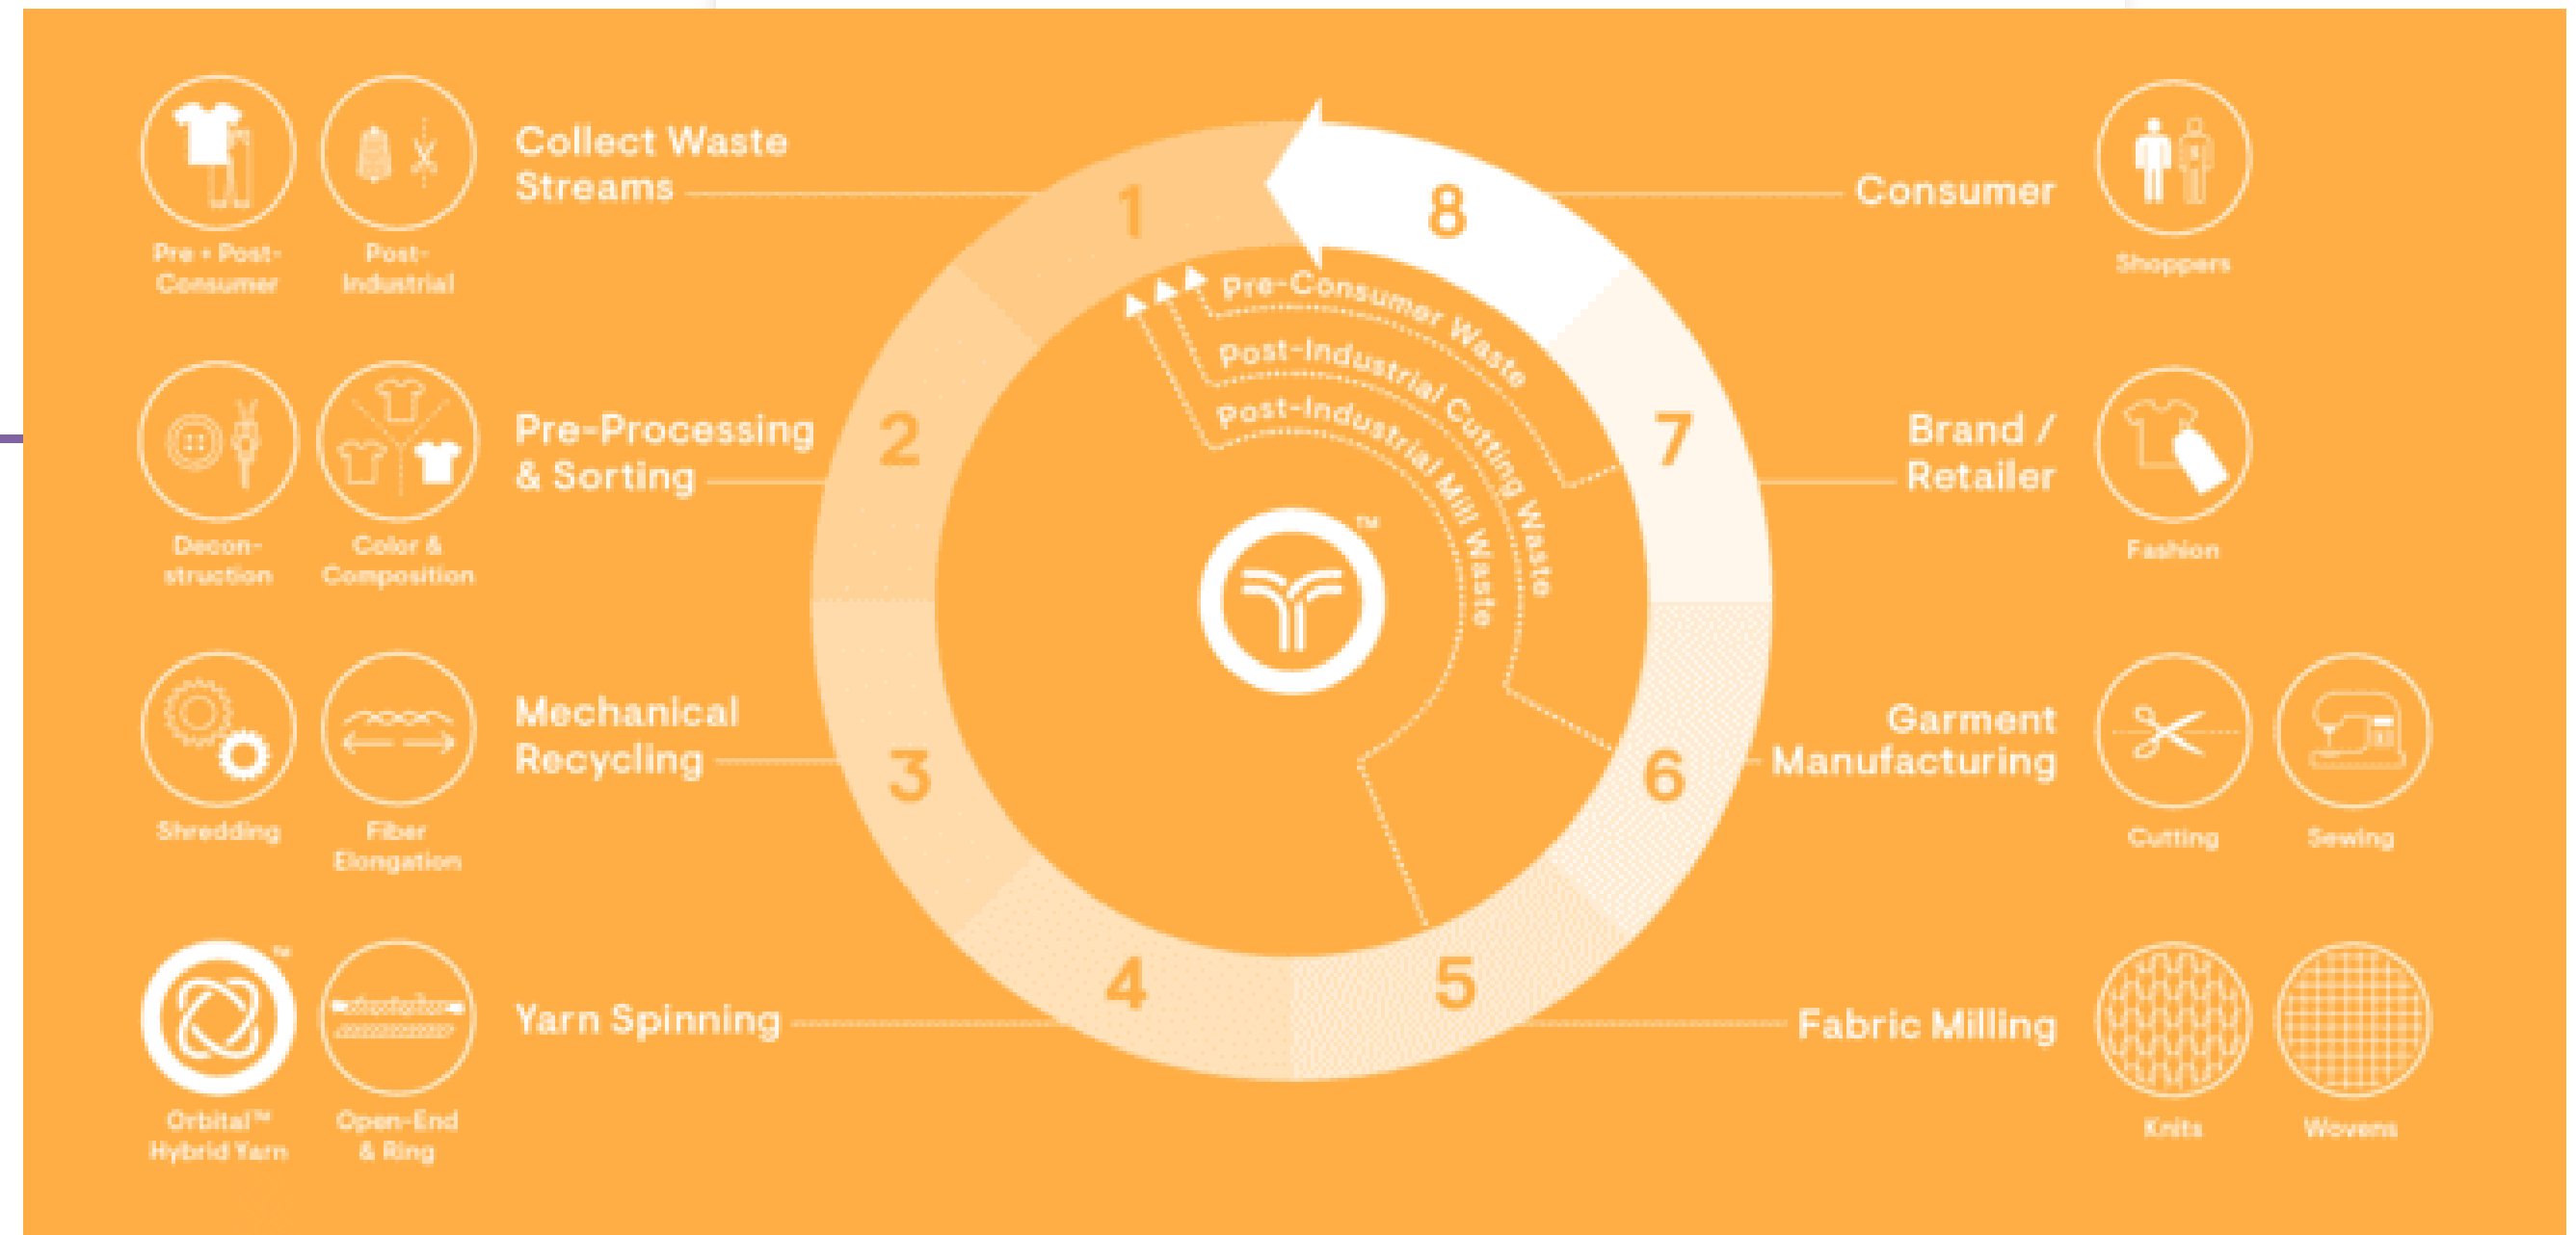 Collect Waste
Streams
Pre + Post-
Consumer
Post-
Industrial
Pre-Processing
& Sorting
Decon-
struction
Color &
Composition
Mechanical
Recycling
Shredding
Fiber
Elongation
Yarn Spinning
Orbital™
Hybrid Yarn
TM
Open-End
& Ring
1
2
3
4
5
6
7
8
Pre-Consumer Waste
Post-Industrial Cutting Waste
Post-Industrial Mill Waste
TM
Consumer
Shoppers
Brand /
Retailer
Fashion
Garment
Manufacturing
Cutting
Sewing
Fabric Milling
Knits
Wovens